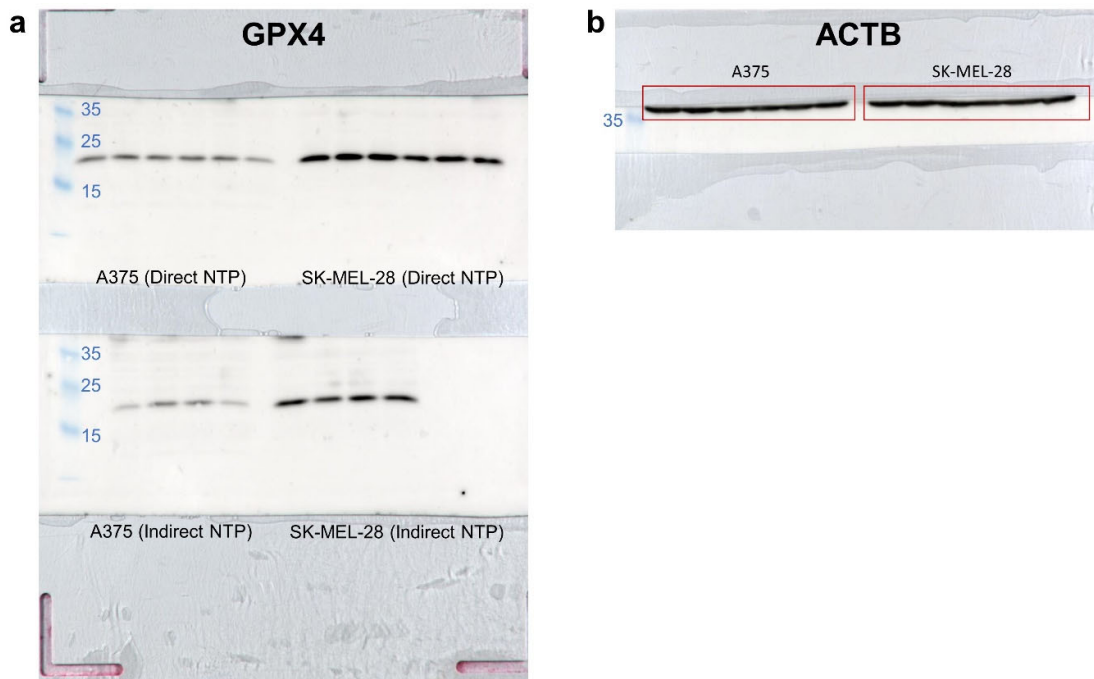 a
GPX4
35
25
15
A375 (Direct NTP)
SK-MEL-28 (Direct NTP)
35
25
15
A375 (Indirect NTP)
SK-MEL-28 (Indirect NTP)
b
ACTB
A375
SK-MEL-28
35